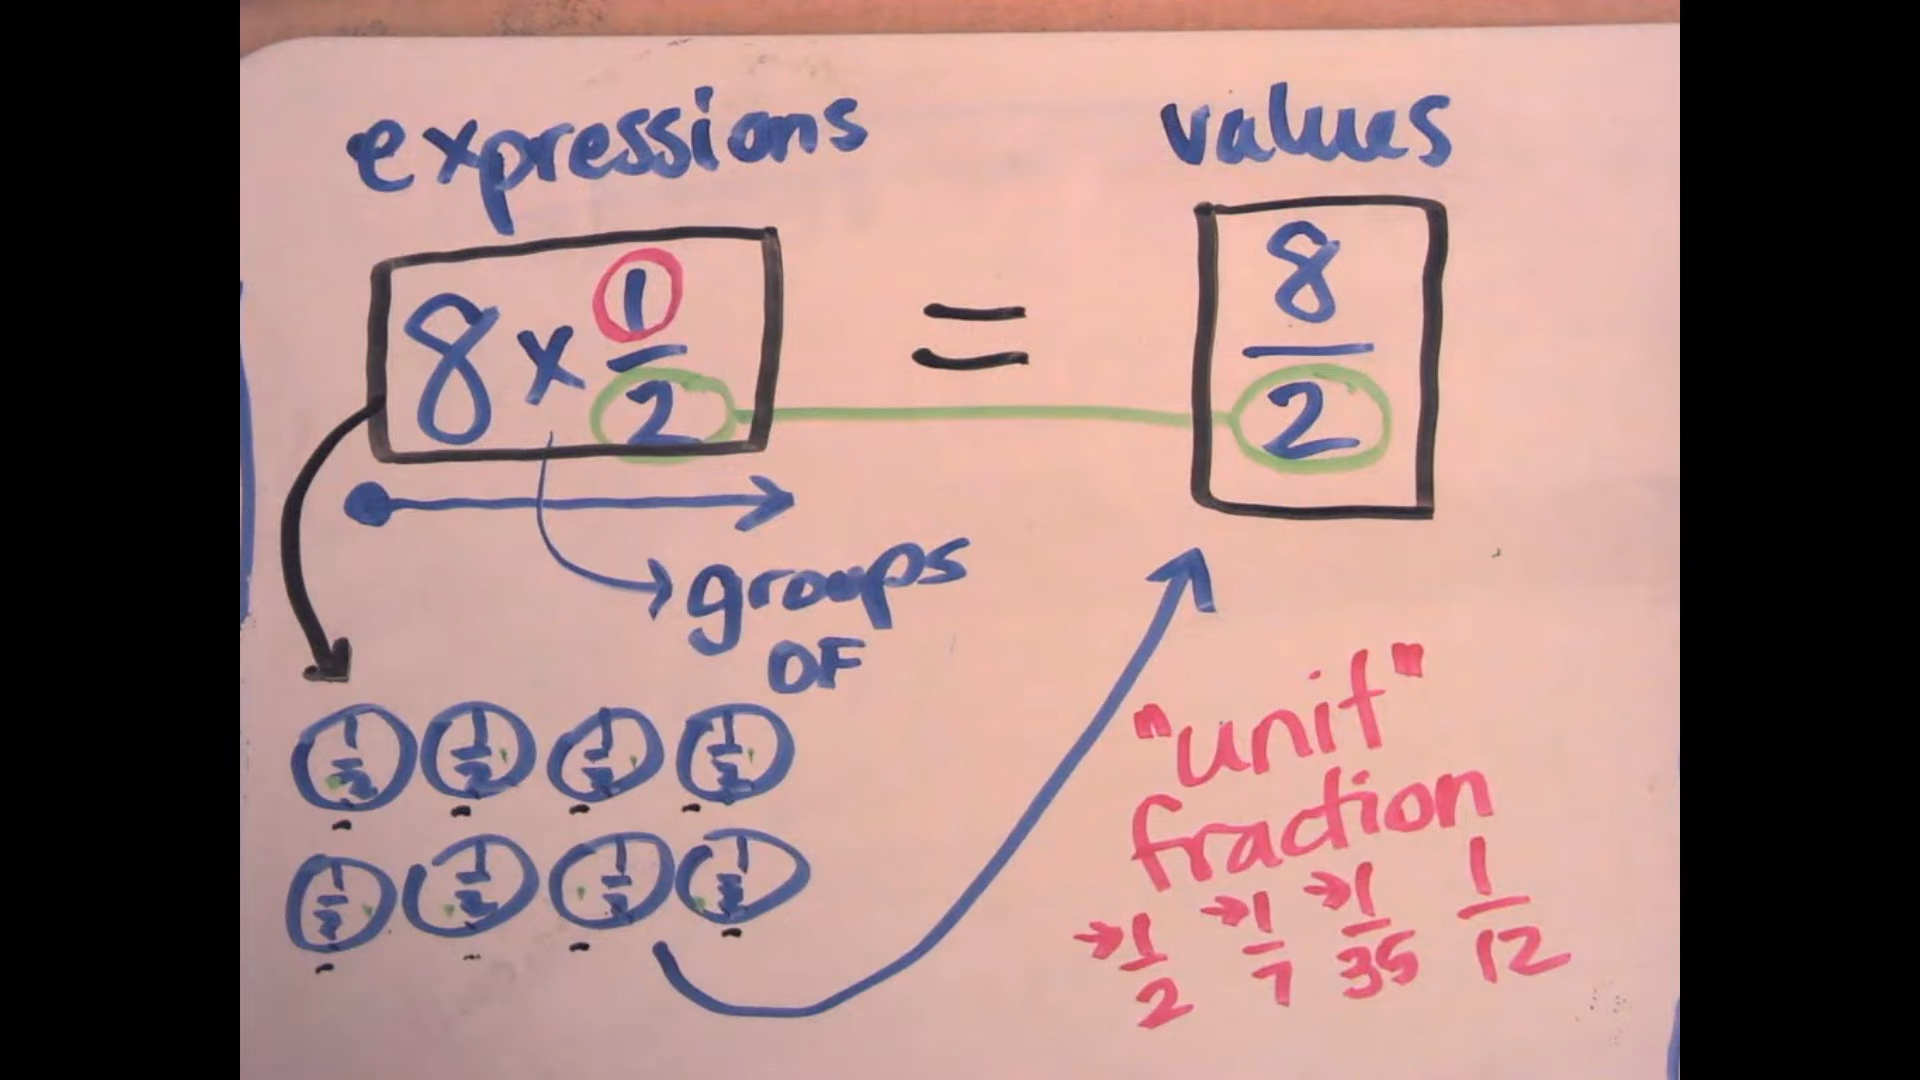 expressions values
8 x 1/2 = 8/2
groups
OF
1/2 1/2 1/2 1/2
1/2 1/2 1/2 1/2
"unit"
fraction
1/2 1/7 1/35 1/12